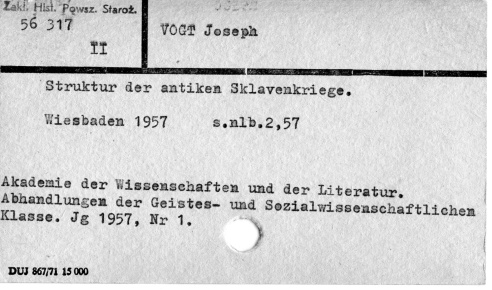 Zakł. Hist. Powsz. Staroż.
56 317
II
VOGT Joseph
Struktur der antiken Sklavenkriege.
Wiesbaden 1957 s.nlb.2,57
Akademie der Wissenschaften und der Literatur.
Abhandlungen der Geistes- und Sozialwissenschaftlichen
Klasse. Jg 1957, Nr 1.
DUJ 867/71 15 000